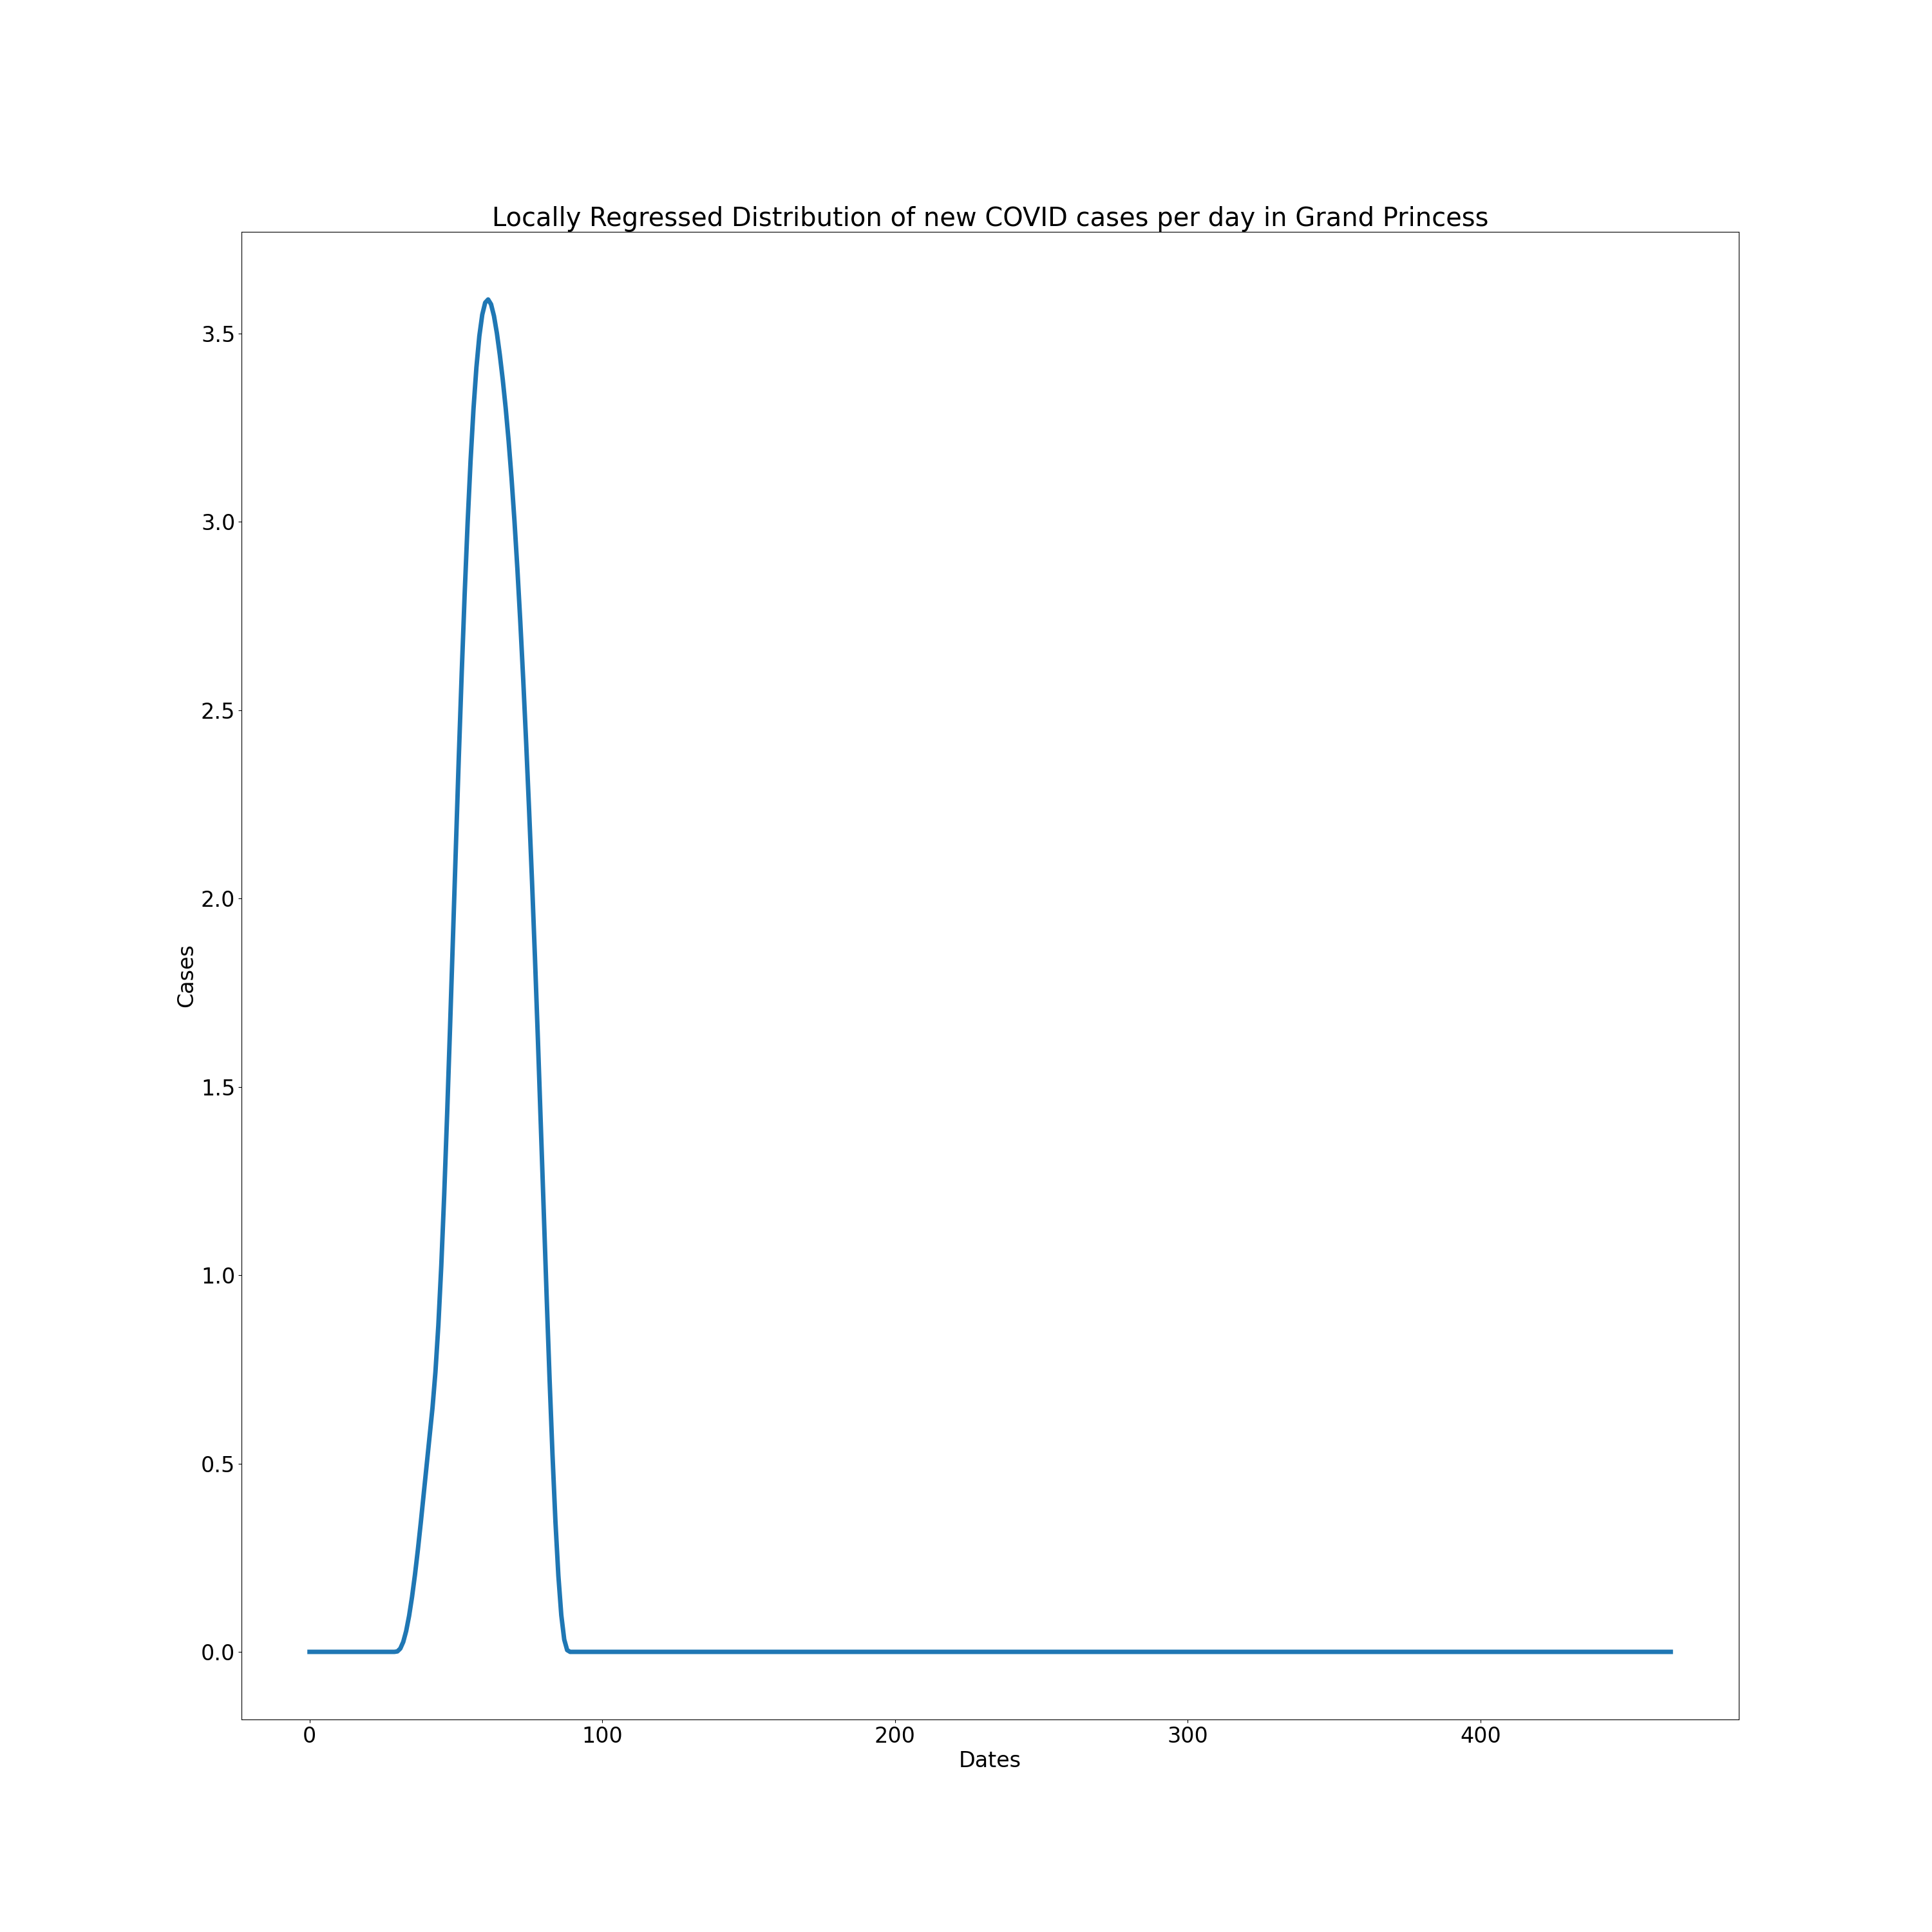 Locally Regressed Distribution of new COVID cases per day in Grand Princess
3.5
3.0
2.5
2.0
Cases
1.5
1.0
0.5
0.0
0 100 200 300 400
Dates